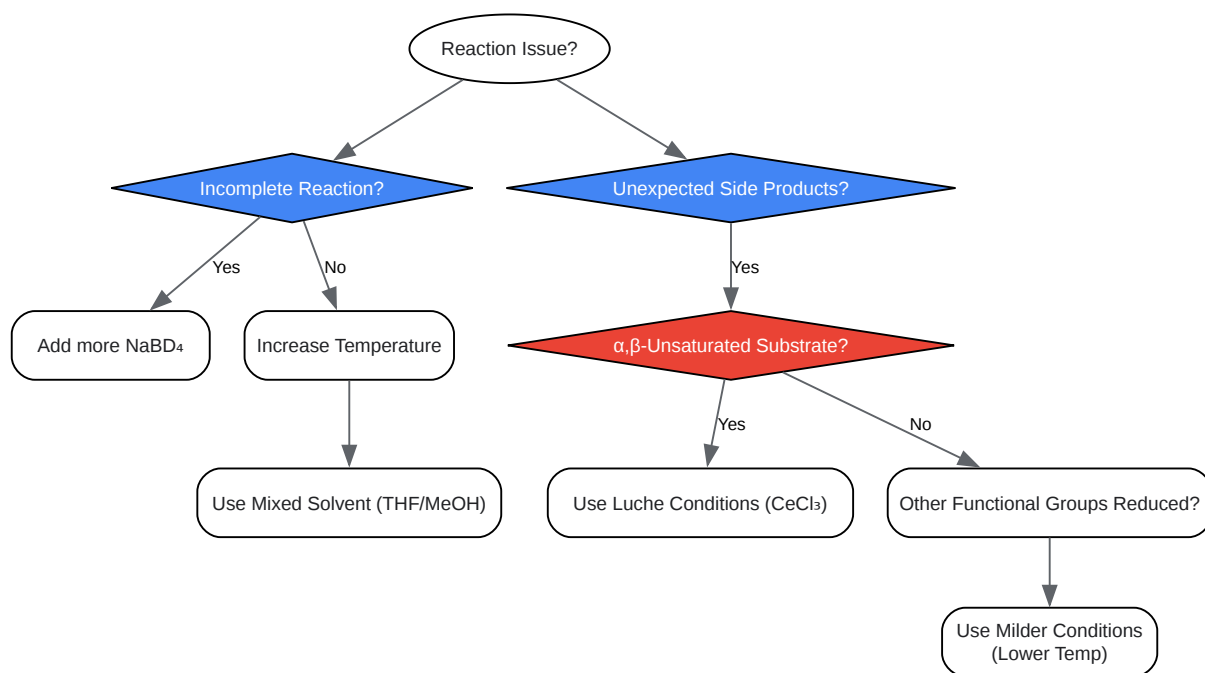 Reaction Issue?
Incomplete Reaction?
Unexpected Side Products?
Yes
No
Yes
Add more NaBD₄
Increase Temperature
α,β-Unsaturated Substrate?
Yes
No
Use Mixed Solvent (THF/MeOH)
Use Luche Conditions (CeCl₃)
Other Functional Groups Reduced?
Use Milder Conditions
(Lower Temp)